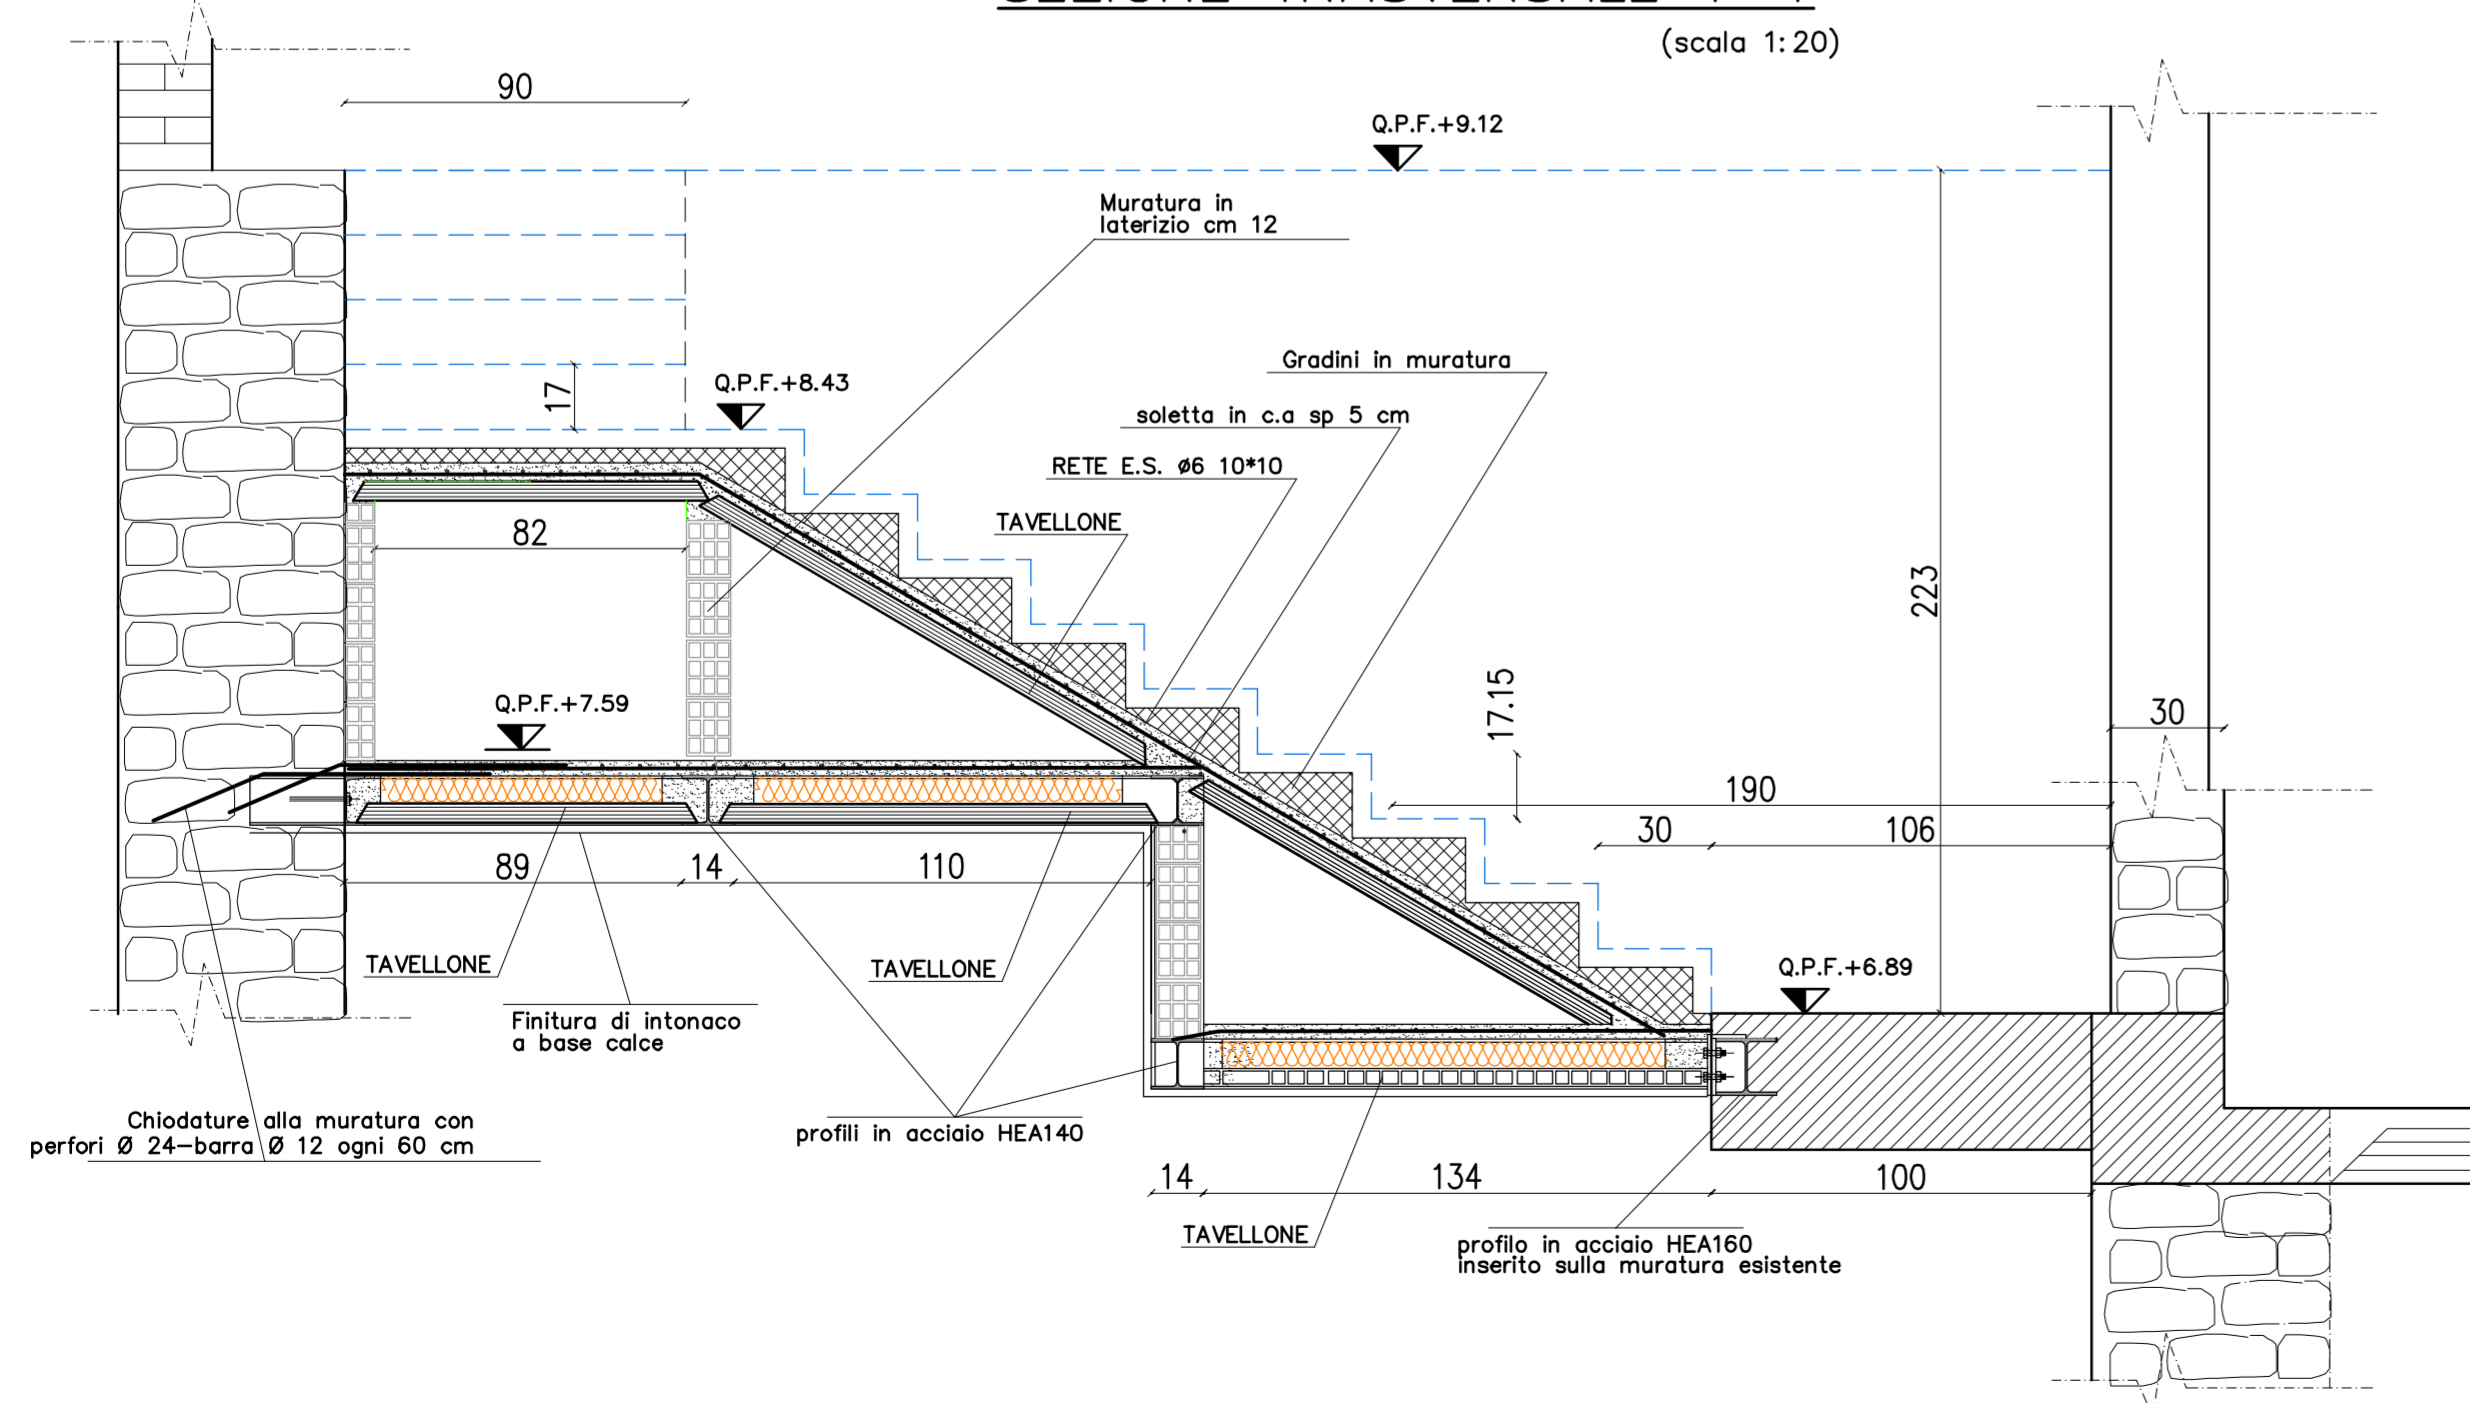 (scala 1:20)
90
Q.P.F.+9.12
Muratura in
laterizio cm 12
Gradini in muratura
17
Q.P.F.+8.43
soletta in c.a sp 5 cm
RETE E.S. ø6 10*10
TAVELLONE
82
223
17.15
Q.P.F.+7.59
30
190
30
106
89
14
110
TAVELLONE
TAVELLONE
Q.P.F.+6.89
Finitura di intonaco
a base calce
Chiodature alla muratura con
perfori Ø 24-barra Ø 12 ogni 60 cm
profili in acciaio HEA140
14
134
100
TAVELLONE
profilo in acciaio HEA160
inserito sulla muratura esistente